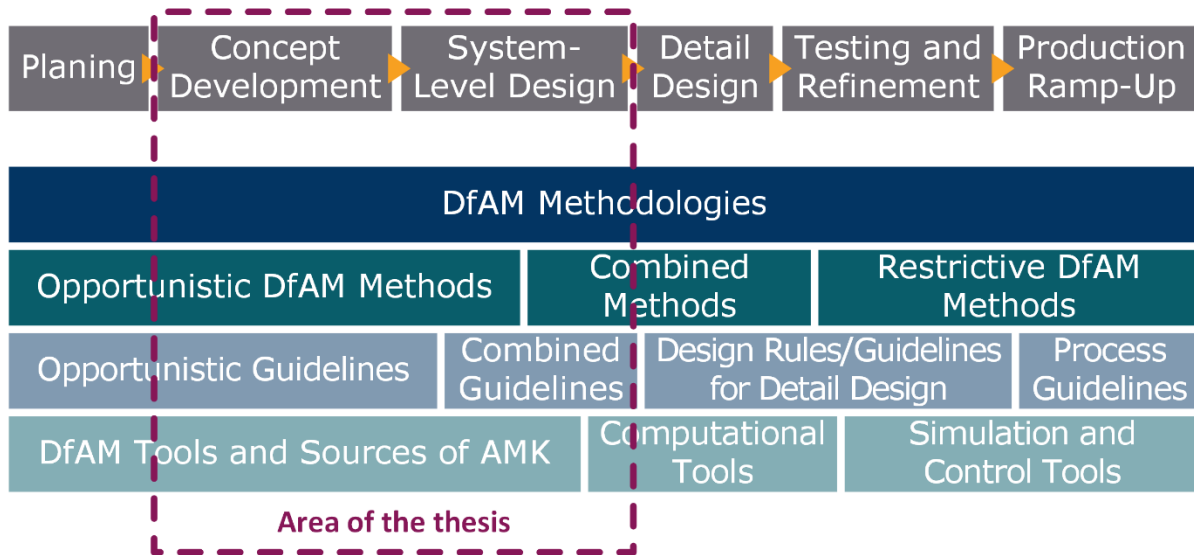 Planing
Concept
Development
System-
Level Design
Detail
Design
Testing and
Refinement
Production
Ramp-Up
DfAM Methodologies
Opportunistic DfAM Methods
Combined
Methods
Restrictive DfAM
Methods
Opportunistic Guidelines
Combined
Guidelines
Design Rules/Guidelines
for Detail Design
Process
Guidelines
DfAM Tools and Sources of AMK
Computational
Tools
Simulation and
Control Tools
Area of the thesis